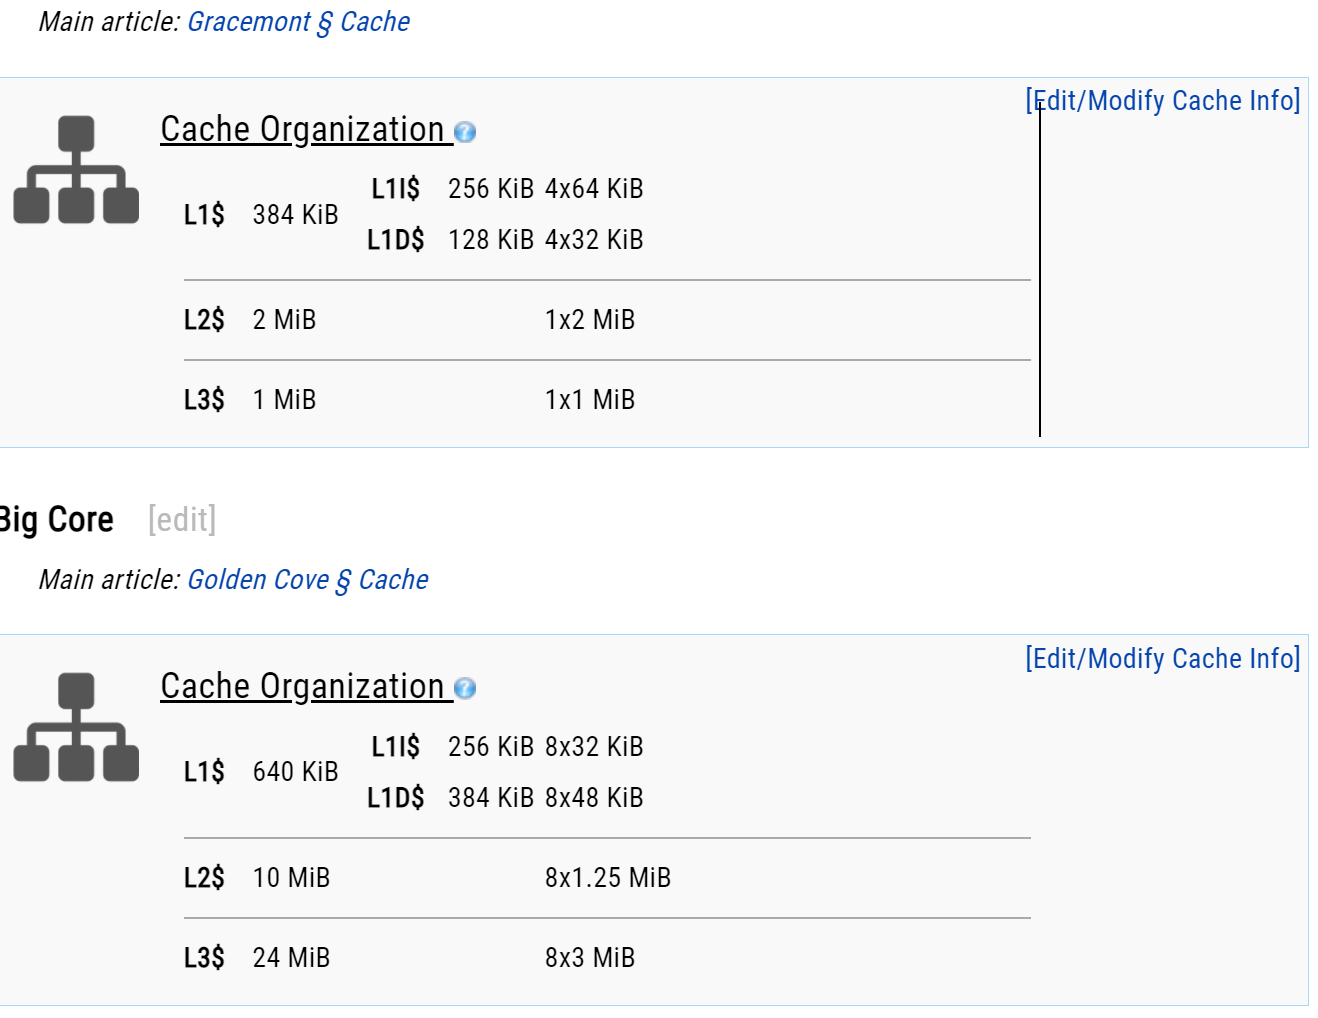 Main article: Gracemont § Cache
[Edit/Modify Cache Info]
Cache Organization ?
L1$ 384 KiB L1I$ 256 KiB 4x64 KiB
L1D$ 128 KiB 4x32 KiB
L2$ 2 MiB 1x2 MiB
L3$ 1 MiB 1x1 MiB
Big Core [edit]
Main article: Golden Cove § Cache
[Edit/Modify Cache Info]
Cache Organization ?
L1$ 640 KiB L1I$ 256 KiB 8x32 KiB
L1D$ 384 KiB 8x48 KiB
L2$ 10 MiB 8x1.25 MiB
L3$ 24 MiB 8x3 MiB